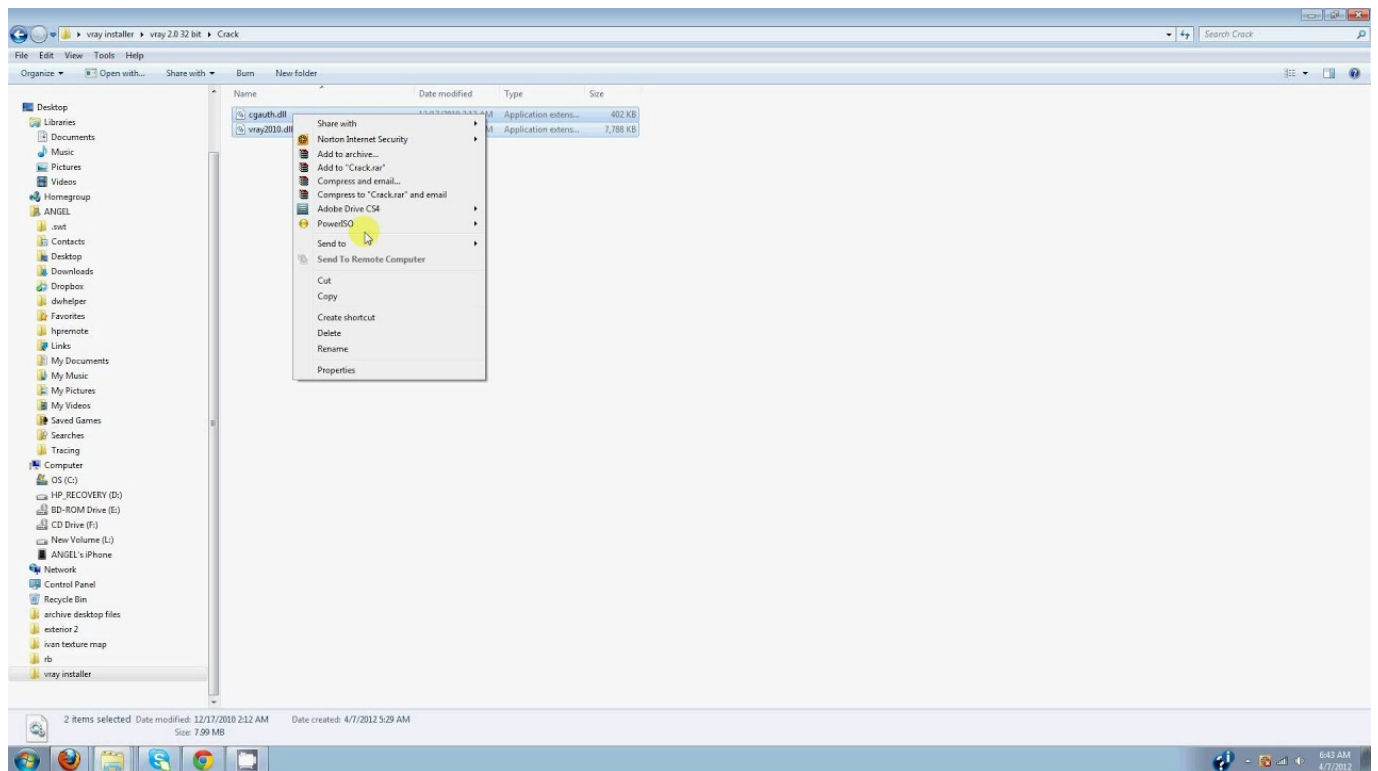 vray installer ▸ vray 2.0 32 bit ▸ Crack
Search Crack
File Edit View Tools Help
Organize Open with... Share with Burn New folder
Name Date modified Type Size
cgauth.dll 12/17/2010 2:12 AM Application extens... 402 KB
vray2010.dll Application extens... 7,788 KB
Share with
Norton Internet Security
Add to archive...
Add to "Crack.rar"
Compress and email...
Compress to "Crack.rar" and email
Adobe Drive CS4
PowerISO
Send to
Send To Remote Computer
Cut
Copy
Create shortcut
Delete
Rename
Properties
Desktop
Libraries
Documents
Music
Pictures
Videos
Homegroup
ANGEL
.swt
Contacts
Desktop
Downloads
Dropbox
dwhelper
Favorites
hpremote
Links
My Documents
My Music
My Pictures
My Videos
Saved Games
Searches
Tracing
Computer
OS (C:)
HP_RECOVERY (D:)
BD-ROM Drive (E:)
CD Drive (F:)
New Volume (L:)
ANGEL's iPhone
Network
Control Panel
Recycle Bin
archive desktop files
exterior 2
ivan texture map
rb
vray installer
2 items selected Date modified: 12/17/2010 2:12 AM Date created: 4/7/2012 5:29 AM
Size: 7.99 MB
6:43 AM
4/7/2012